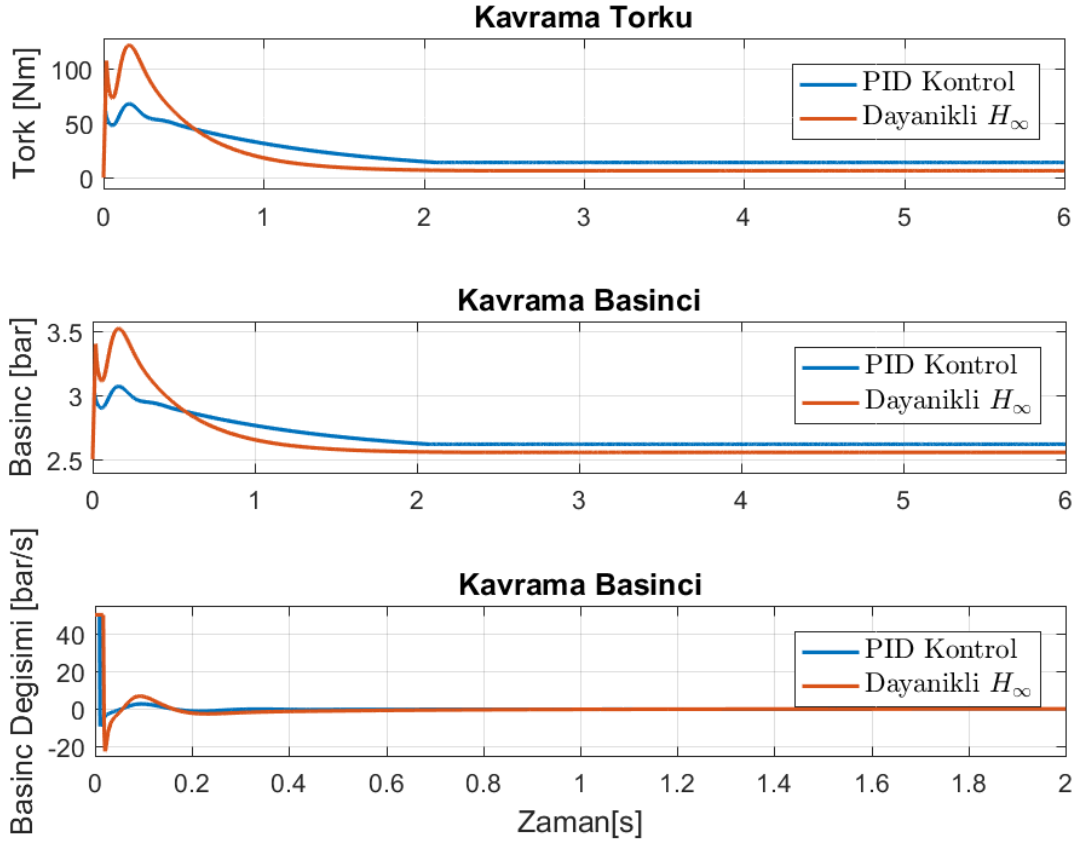 Kavrama Torku
Tork [Nm]
100
50
0
PID Kontrol
Dayanikli H∞
0 1 2 3 4 5 6
Kavrama Basinci
Basinc [bar]
3.5
3
2.5
PID Kontrol
Dayanikli H∞
0 1 2 3 4 5 6
Kavrama Basinci
Basinc Degisimi [bar/s]
40
20
0
-20
PID Kontrol
Dayanikli H∞
0 0.2 0.4 0.6 0.8 1 1.2 1.4 1.6 1.8 2
Zaman[s]